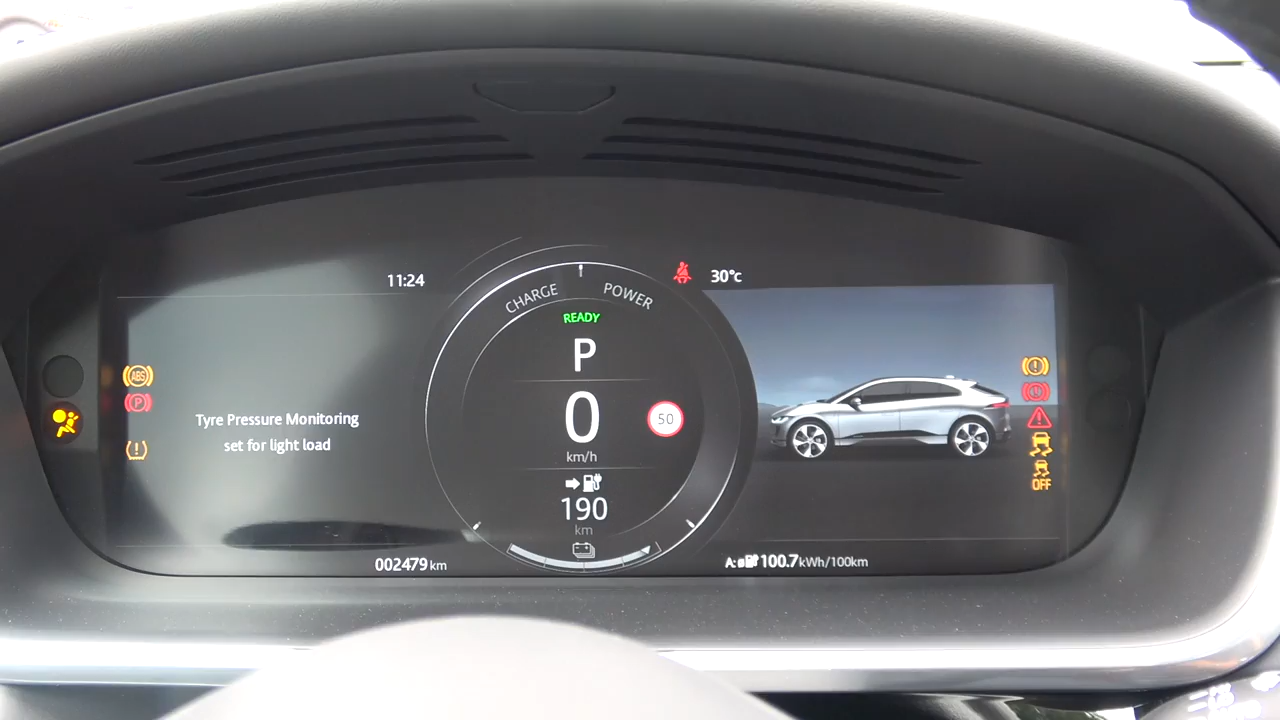 11:24
30°c
CHARGE
POWER
READY
P
ABS
P
Tyre Pressure Monitoring
set for light load
0
50
km/h
190
km
OFF
002479 km
A: 100.7 kWh/100km